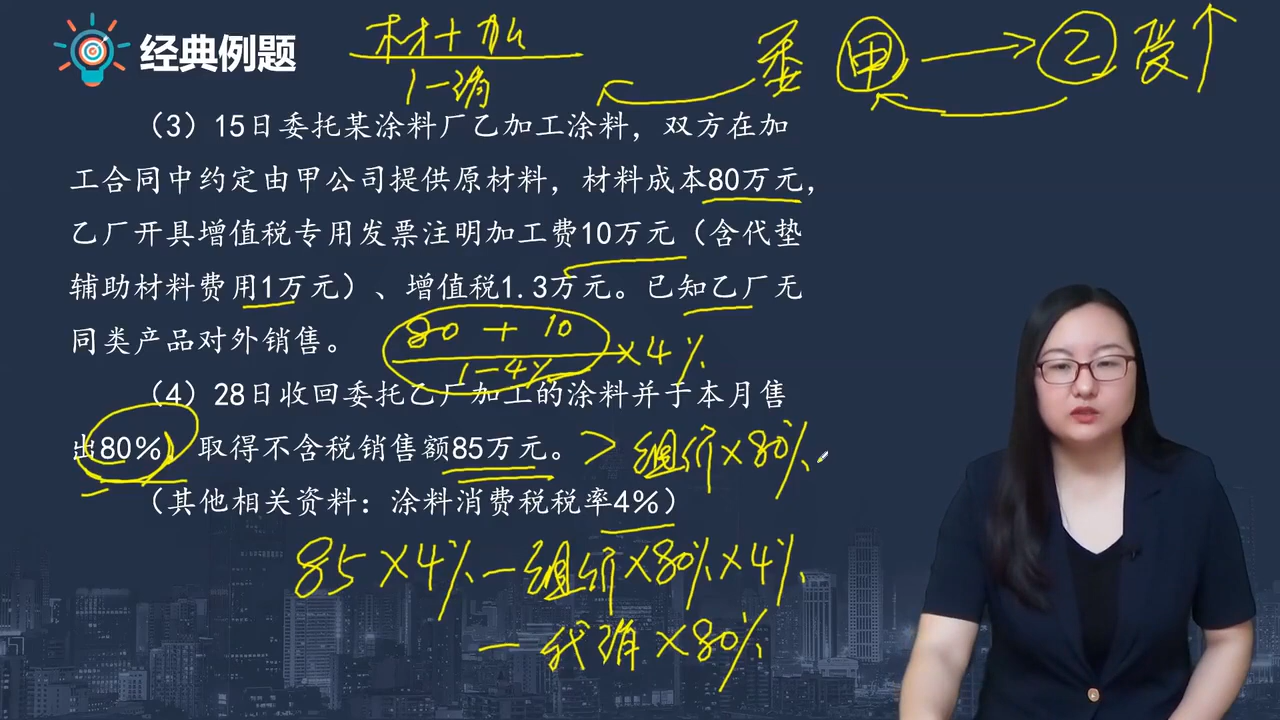 经典例题
材+加
1-消
委 甲 → 乙 受 ↑
(3) 15日委托某涂料厂乙加工涂料，双方在加
工合同中约定由甲公司提供原材料，材料成本80万元，
乙厂开具增值税专用发票注明加工费10万元（含代垫
辅助材料费用1万元）、增值税1.3万元。已知乙厂无
同类产品对外销售。
80 + 10
1-4% ×4%
(4) 28日收回委托乙厂加工的涂料并于本月售
出80%，取得不含税销售额85万元。 > 组价×80%
（其他相关资料：涂料消费税税率4%）
85×4%-组价×80%×4%
-代消×80%